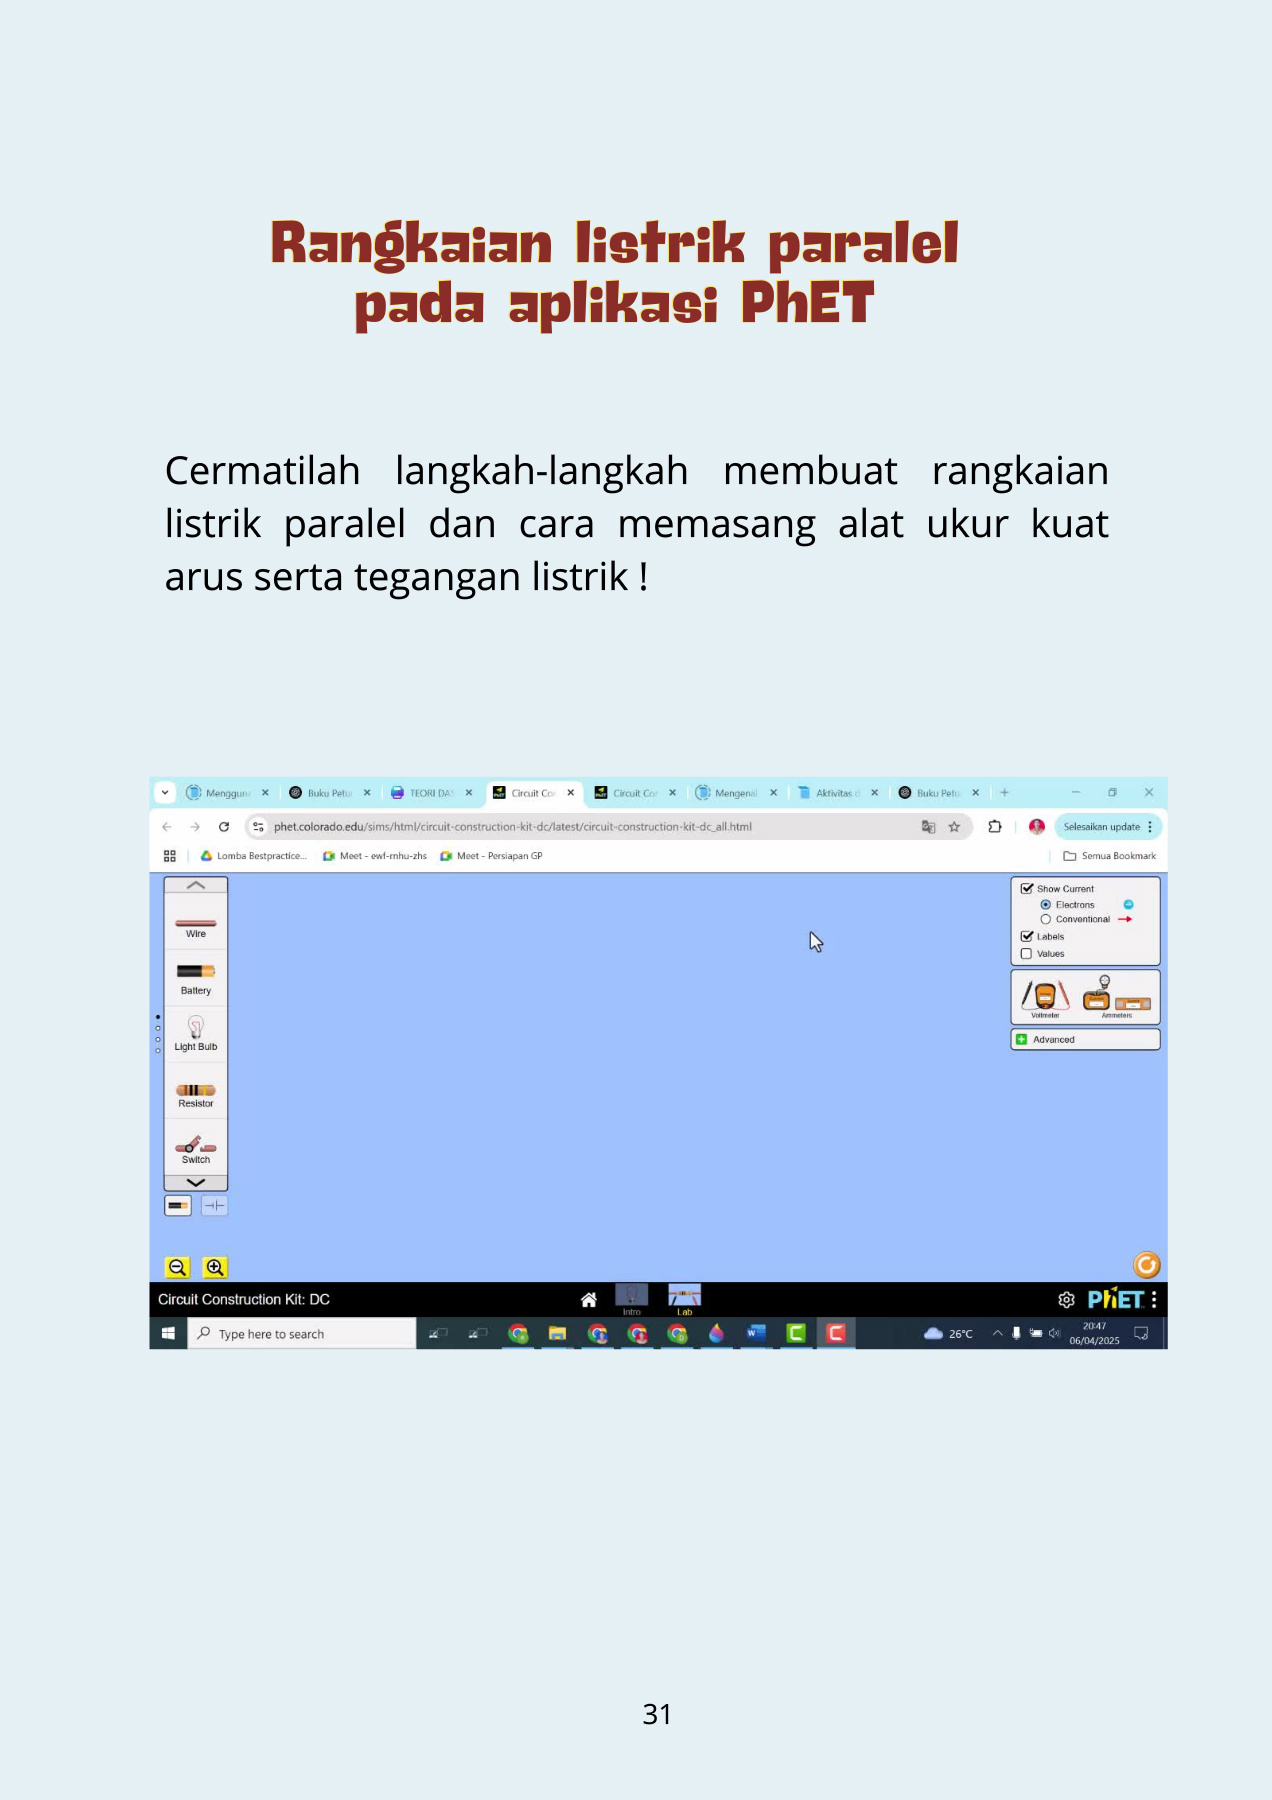 Rangkaian listrik paralel
pada aplikasi PhET
Cermatilah langkah-langkah membuat rangkaian
listrik paralel dan cara memasang alat ukur kuat
arus serta tegangan listrik !
Menggun
Buku Petu
TEORI DA
Circuit Co
Circuit Co
Mengenal
Aktivitas d
Buku Petu
phet.colorado.edu/sims/html/circuit-construction-kit-dc/latest/circuit-construction-kit-dc_all.html
Selesaikan update
Lomba Bestpractice...
Meet - ewf-rnhu-zhs
Meet - Persiapan GP
Semua Bookmark
Wire
Battery
Light Bulb
Resistor
Switch
Show Current
Electrons
Conventional
Labels
Values
Voltmeter
Ammeters
Advanced
Circuit Construction Kit: DC
Intro
Lab
PhET
Type here to search
26°C
20:47
06/04/2025
31